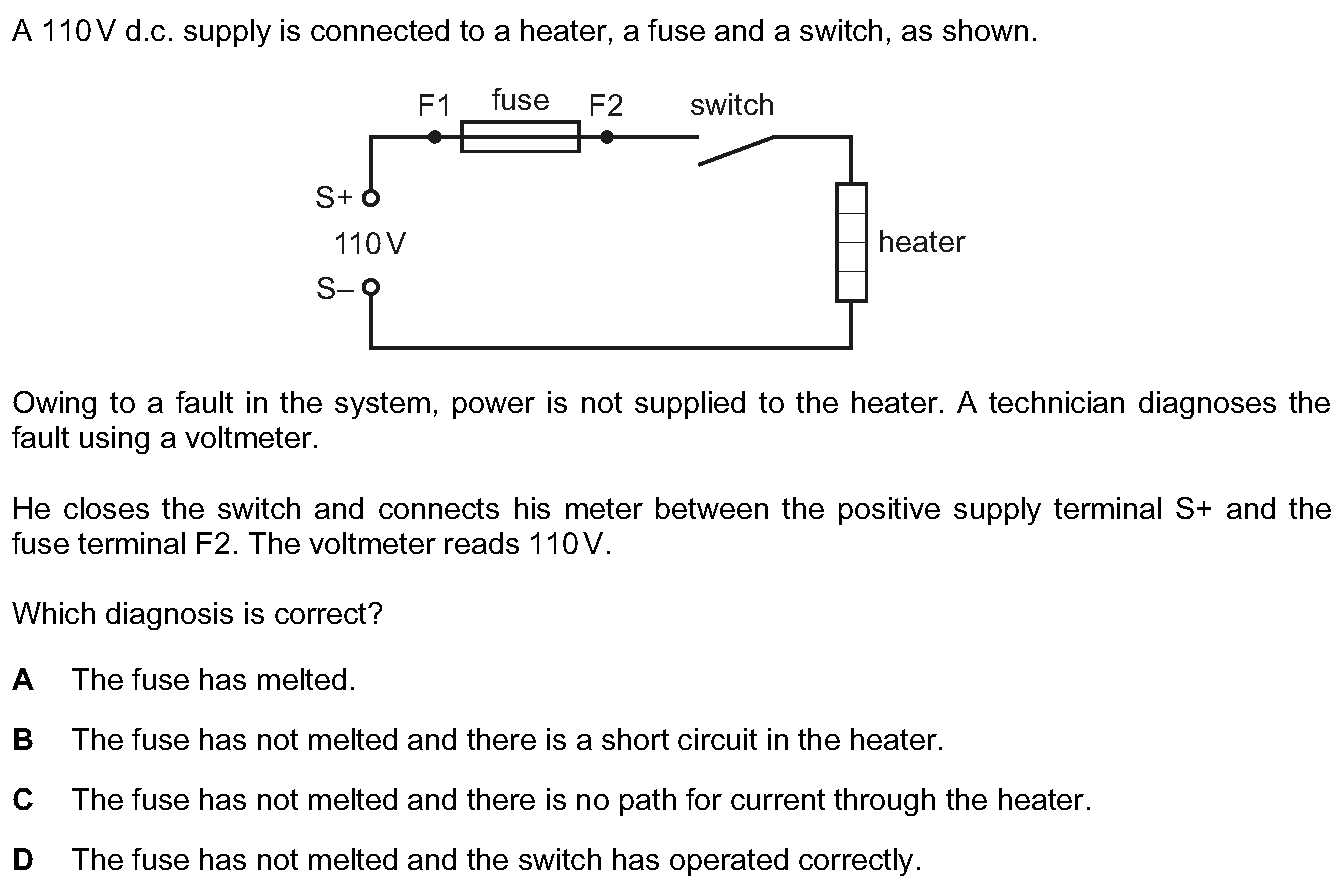 A 110 V d.c. supply is connected to a heater, a fuse and a switch, as shown.
F1 fuse F2 switch
S+
110 V
heater
S–
Owing to a fault in the system, power is not supplied to the heater. A technician diagnoses the
fault using a voltmeter.
He closes the switch and connects his meter between the positive supply terminal S+ and the
fuse terminal F2. The voltmeter reads 110 V.
Which diagnosis is correct?
A The fuse has melted.
B The fuse has not melted and there is a short circuit in the heater.
C The fuse has not melted and there is no path for current through the heater.
D The fuse has not melted and the switch has operated correctly.